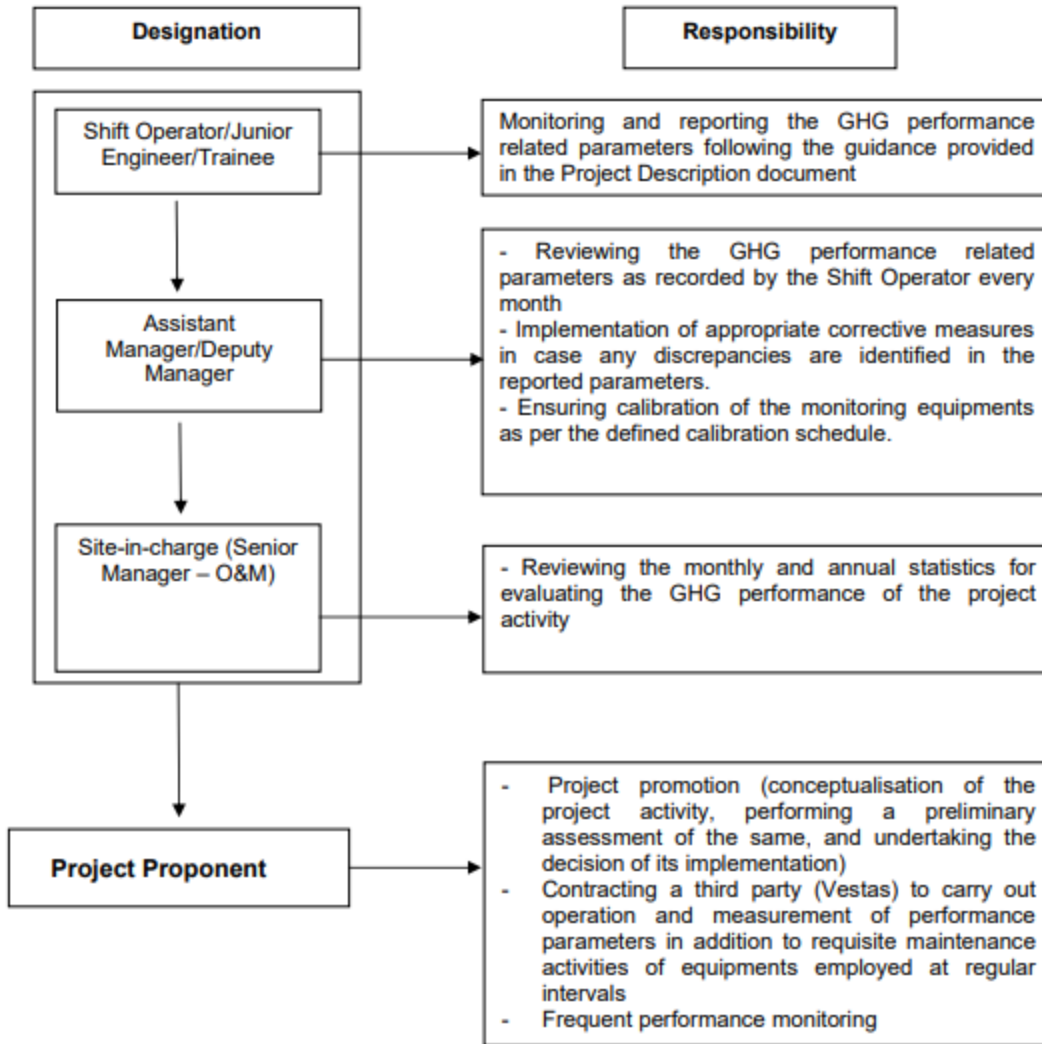 Designation
Responsibility
Shift Operator/Junior
Engineer/Trainee
Monitoring and reporting the GHG performance
related parameters following the guidance provided
in the Project Description document
Assistant
Manager/Deputy
Manager
- Reviewing the GHG performance related
parameters as recorded by the Shift Operator every
month
- Implementation of appropriate corrective measures
in case any discrepancies are identified in the
reported parameters.
- Ensuring calibration of the monitoring equipments
as per the defined calibration schedule.
Site-in-charge (Senior
Manager – O&M)
- Reviewing the monthly and annual statistics for
evaluating the GHG performance of the project
activity
Project Proponent
- Project promotion (conceptualisation of the
project activity, performing a preliminary
assessment of the same, and undertaking the
decision of its implementation)
- Contracting a third party (Vestas) to carry out
operation and measurement of performance
parameters in addition to requisite maintenance
activities of equipments employed at regular
intervals
- Frequent performance monitoring